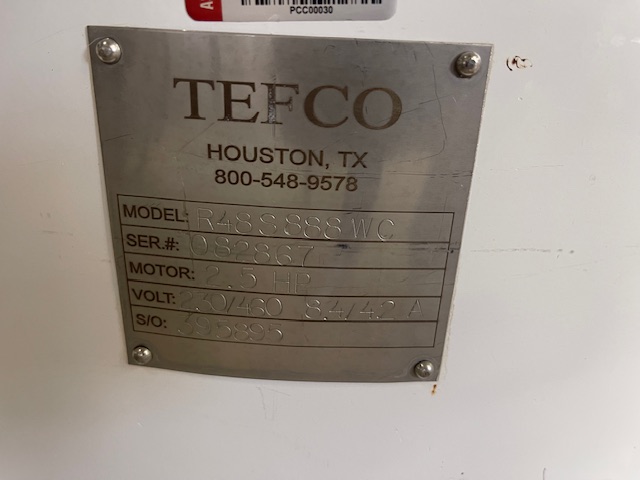 A
PCC00030
TEFCO
HOUSTON, TX
800-548-9578
MODEL: R48S888WC
SER.#: 082867
MOTOR: 2.5 HP
VOLT: 230/460 8.4/4.2 A
S/O: 395895